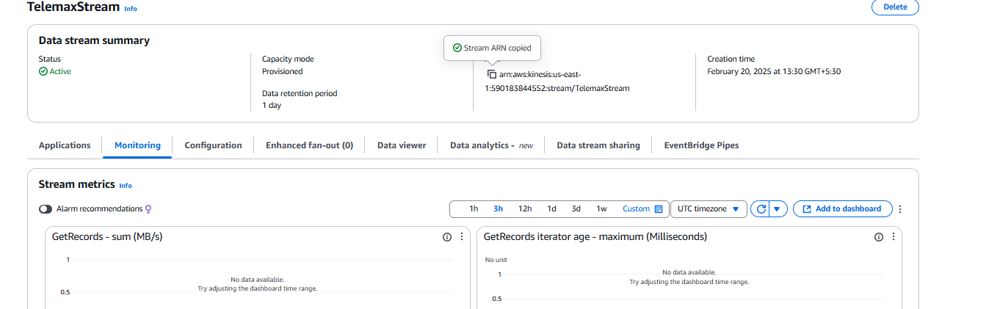 TelemaxStream Info
Delete
Data stream summary
Status
Active
Capacity mode
Provisioned
Data retention period
1 day
Stream ARN copied
arn:aws:kinesis:us-east-
1:590183844552:stream/TelemaxStream
Creation time
February 20, 2025 at 13:30 GMT+5:30
Applications
Monitoring
Configuration
Enhanced fan-out (0)
Data viewer
Data analytics - new
Data stream sharing
EventBridge Pipes
Stream metrics Info
Alarm recommendations
1h
3h
12h
1d
3d
1w
Custom
UTC timezone
Add to dashboard
GetRecords - sum (MB/s)
1
No data available.
Try adjusting the dashboard time range.
0.5
GetRecords iterator age - maximum (Milliseconds)
No unit
1
No data available.
Try adjusting the dashboard time range.
0.5